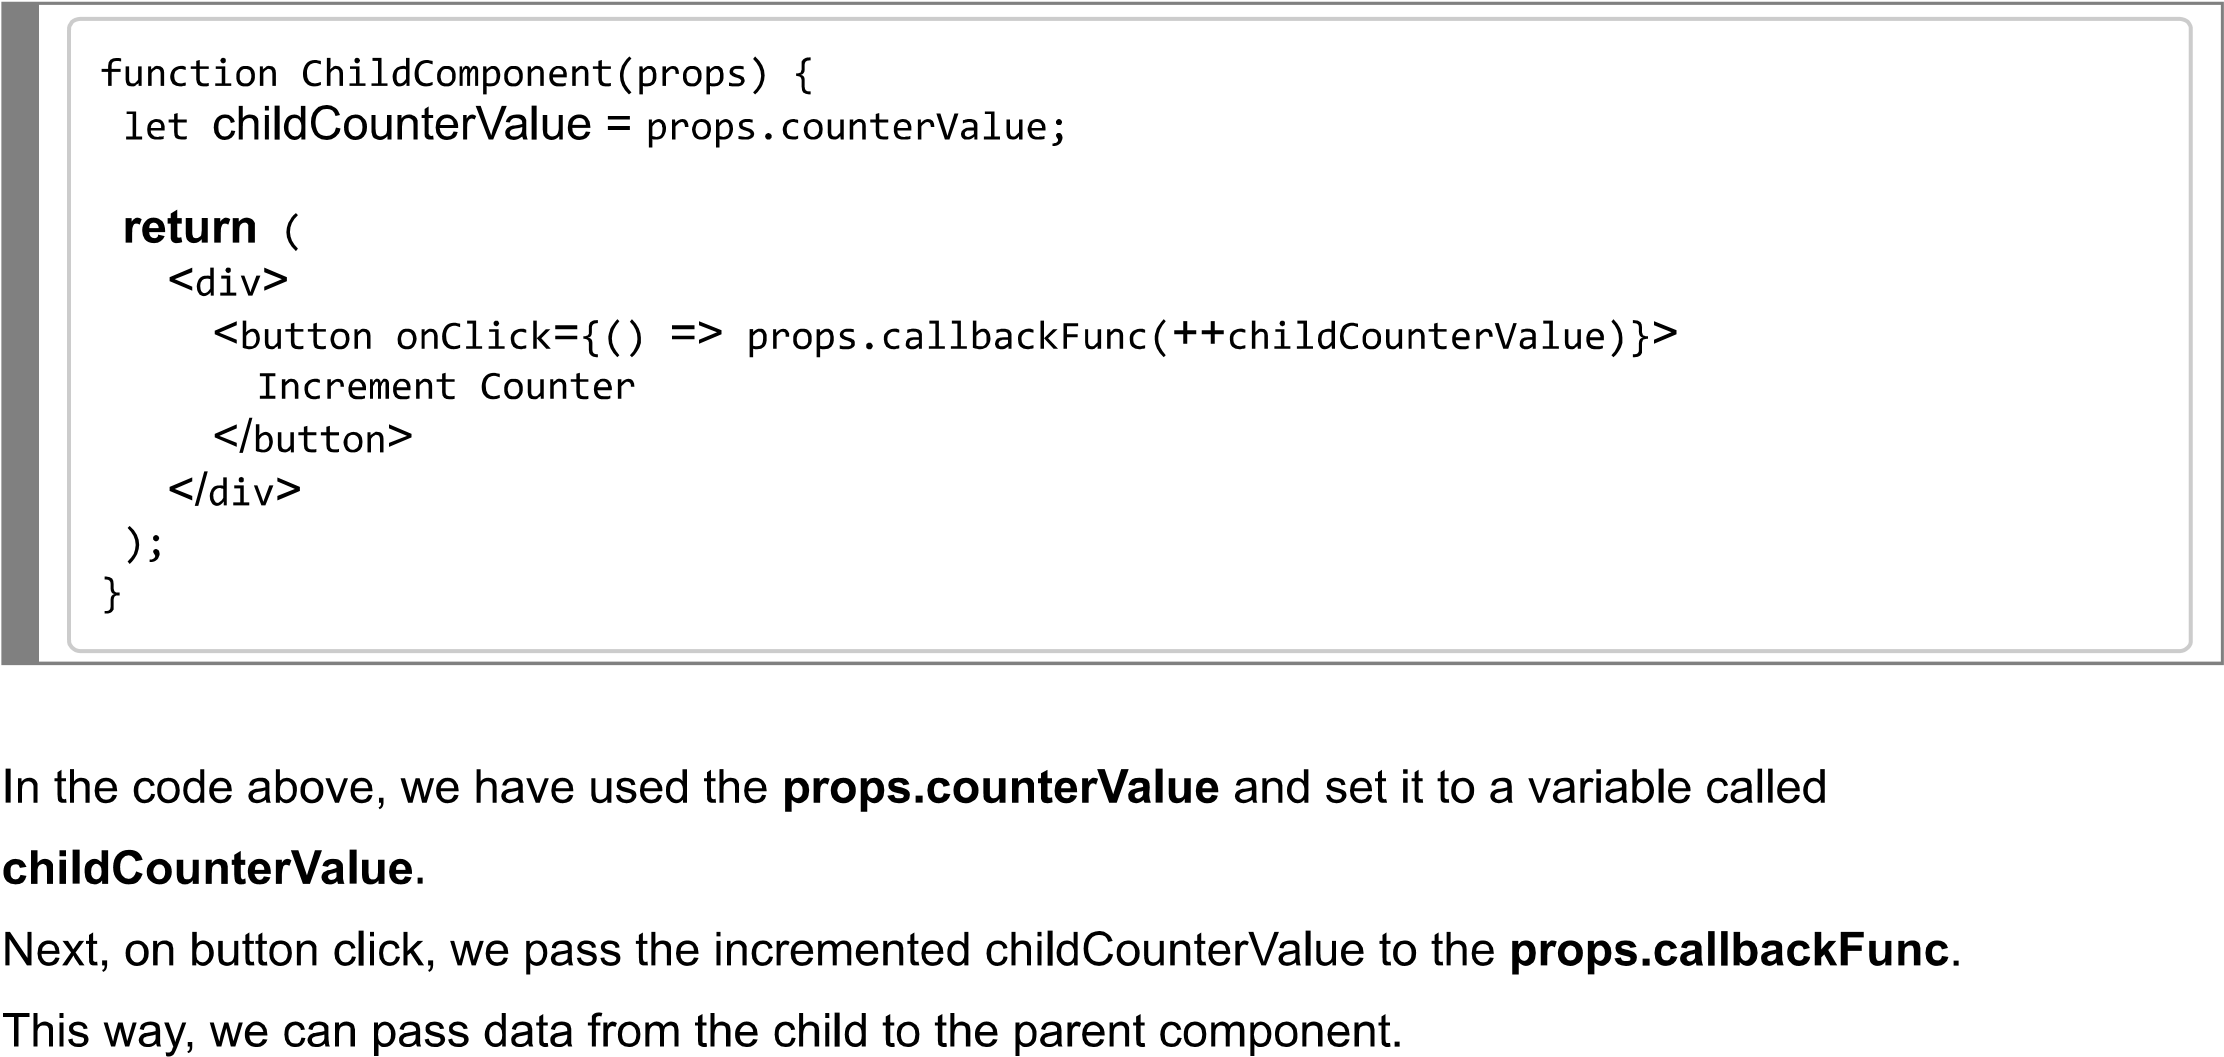 function ChildComponent(props) {
let childCounterValue = props.counterValue;
return (
<div>
<button onClick={() => props.callbackFunc(++childCounterValue)}>
Increment Counter
</button>
</div>
);
}
In the code above, we have used the props.counterValue and set it to a variable called
childCounterValue.
Next, on button click, we pass the incremented childCounterValue to the props.callbackFunc.
This way, we can pass data from the child to the parent component.